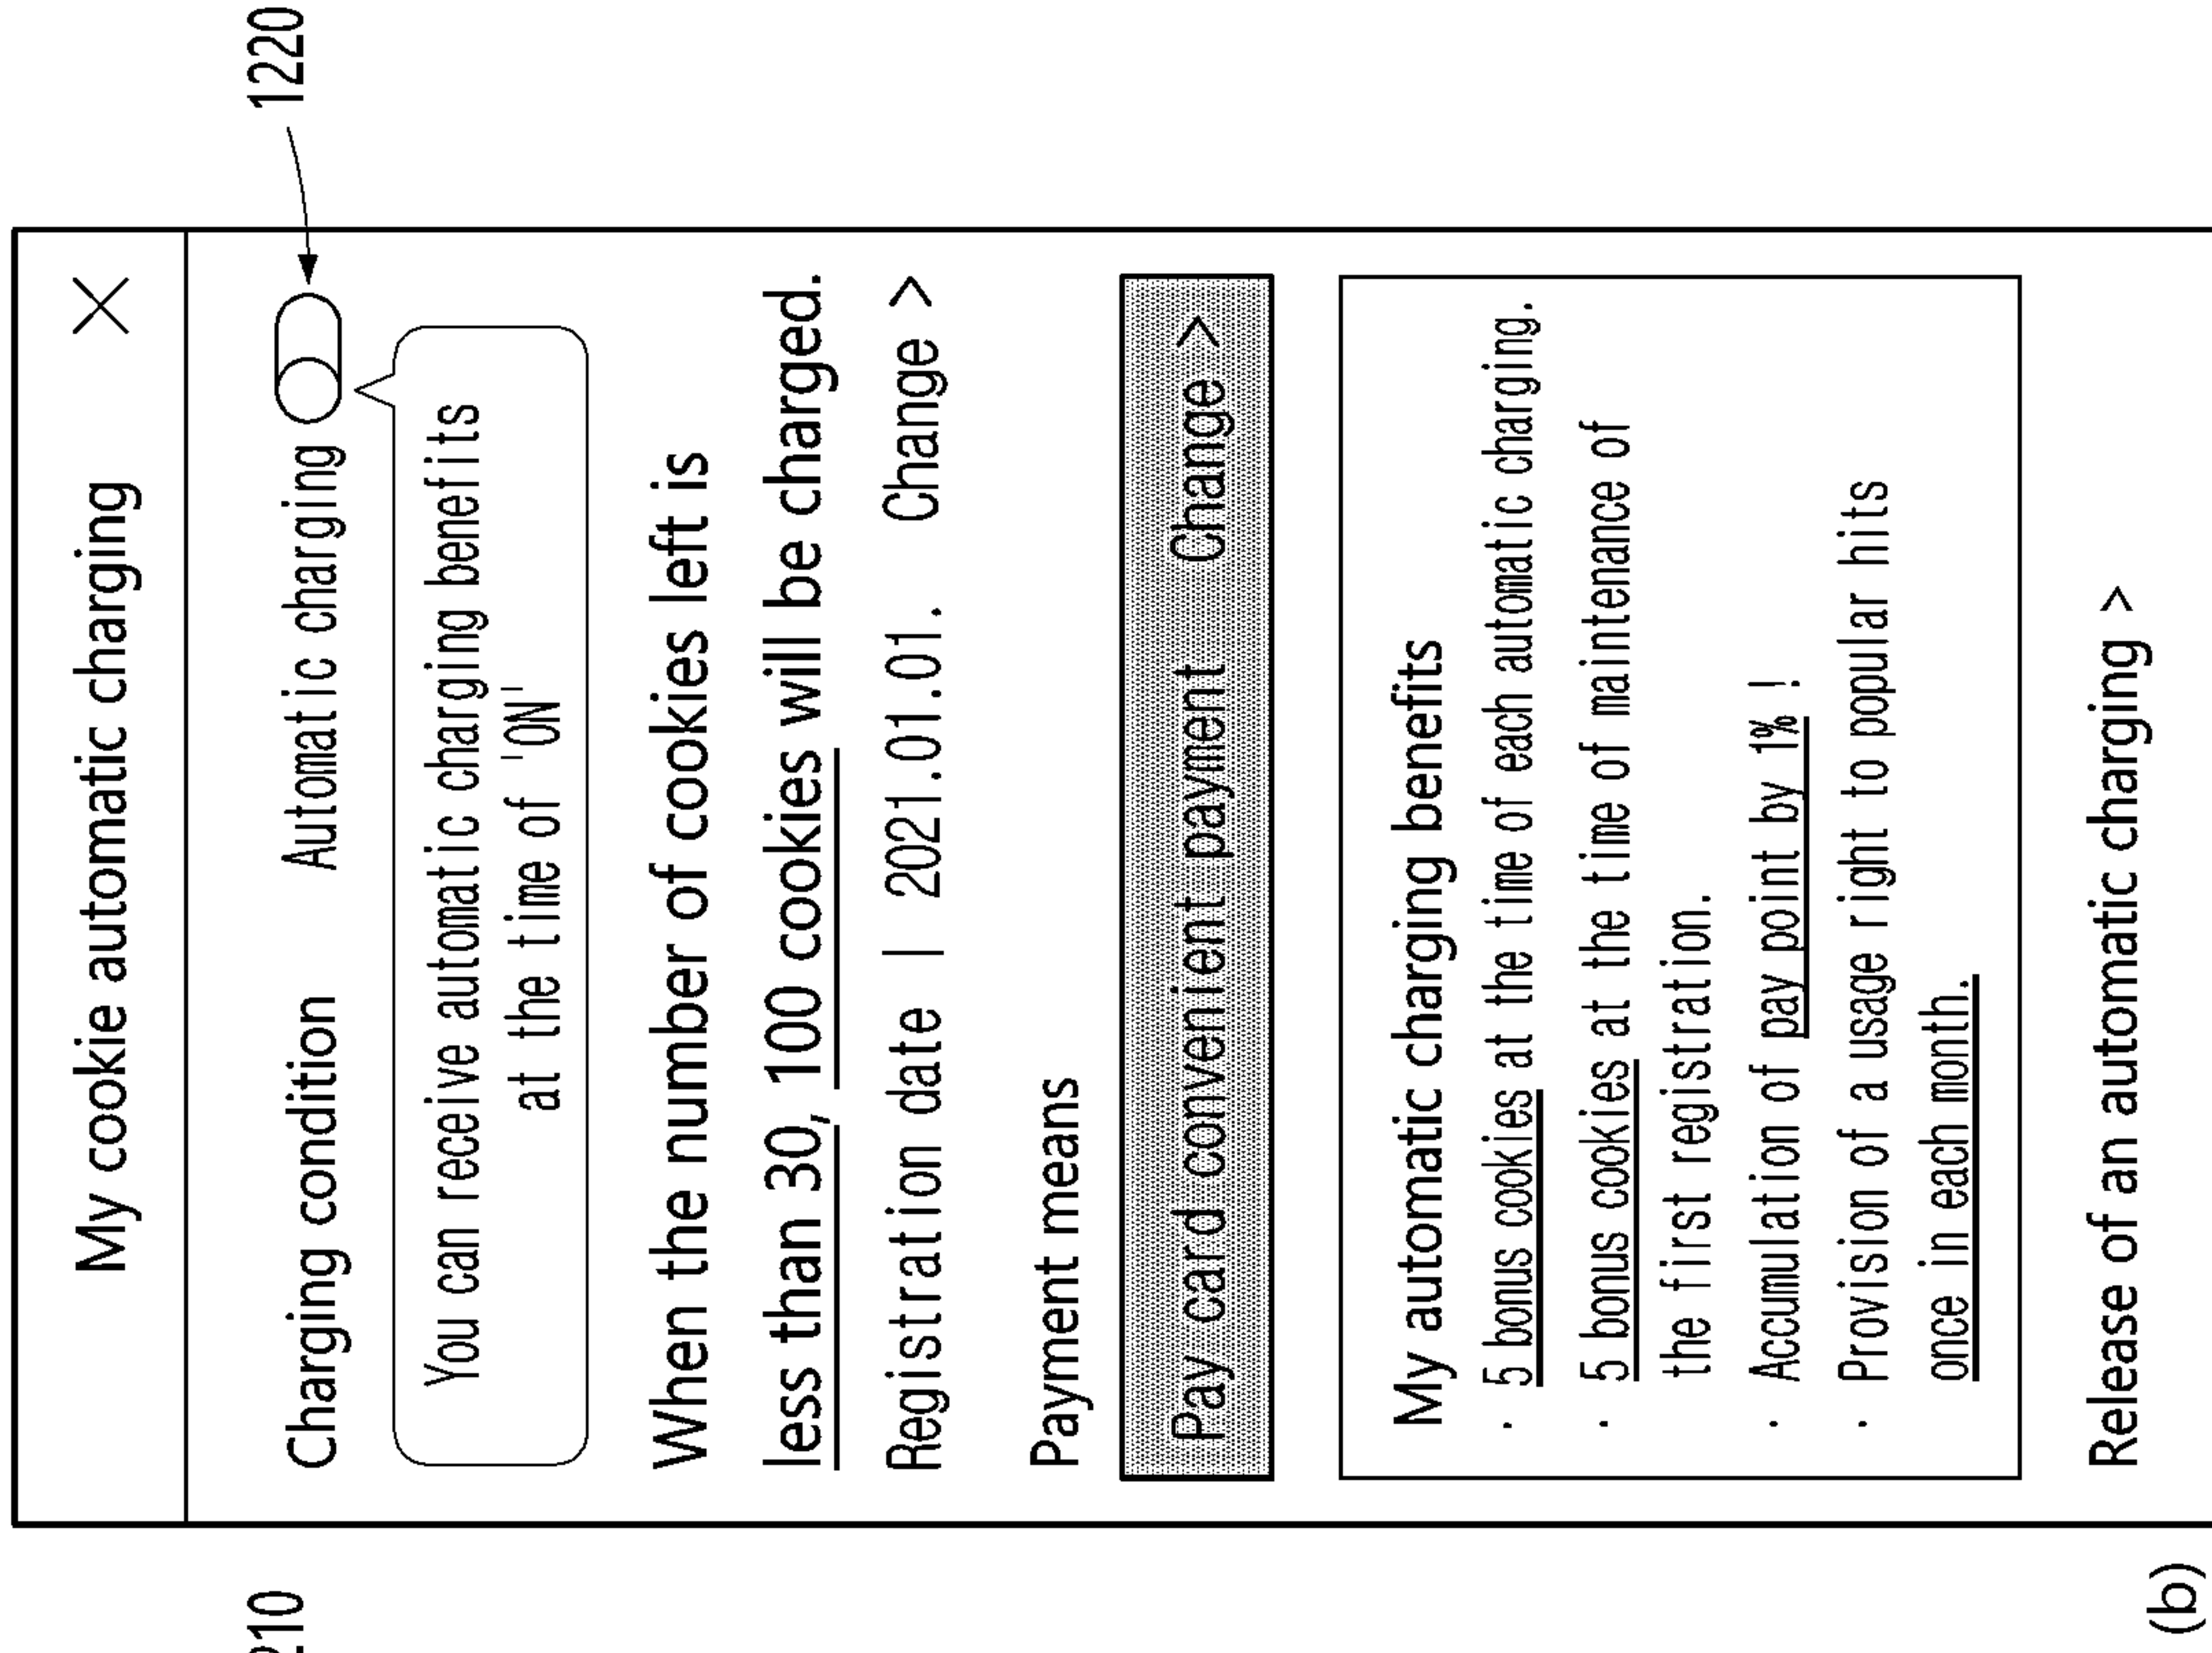 My cookie automatic charging
1220
Charging condition Automatic charging
You can receive automatic charging benefits
at the time of 'ON'
When the number of cookies left is
less than 30, 100 cookies will be charged.
Registration date | 2021.01.01. Change >
Payment means
Pay card convenient payment Change >
My automatic charging benefits
· 5 bonus cookies at the time of each automatic charging.
· 5 bonus cookies at the time of maintenance of
the first registration.
· Accumulation of pay point by 1% !
· Provision of a usage right to popular hits
once in each month.
Release of an automatic charging >
(b)